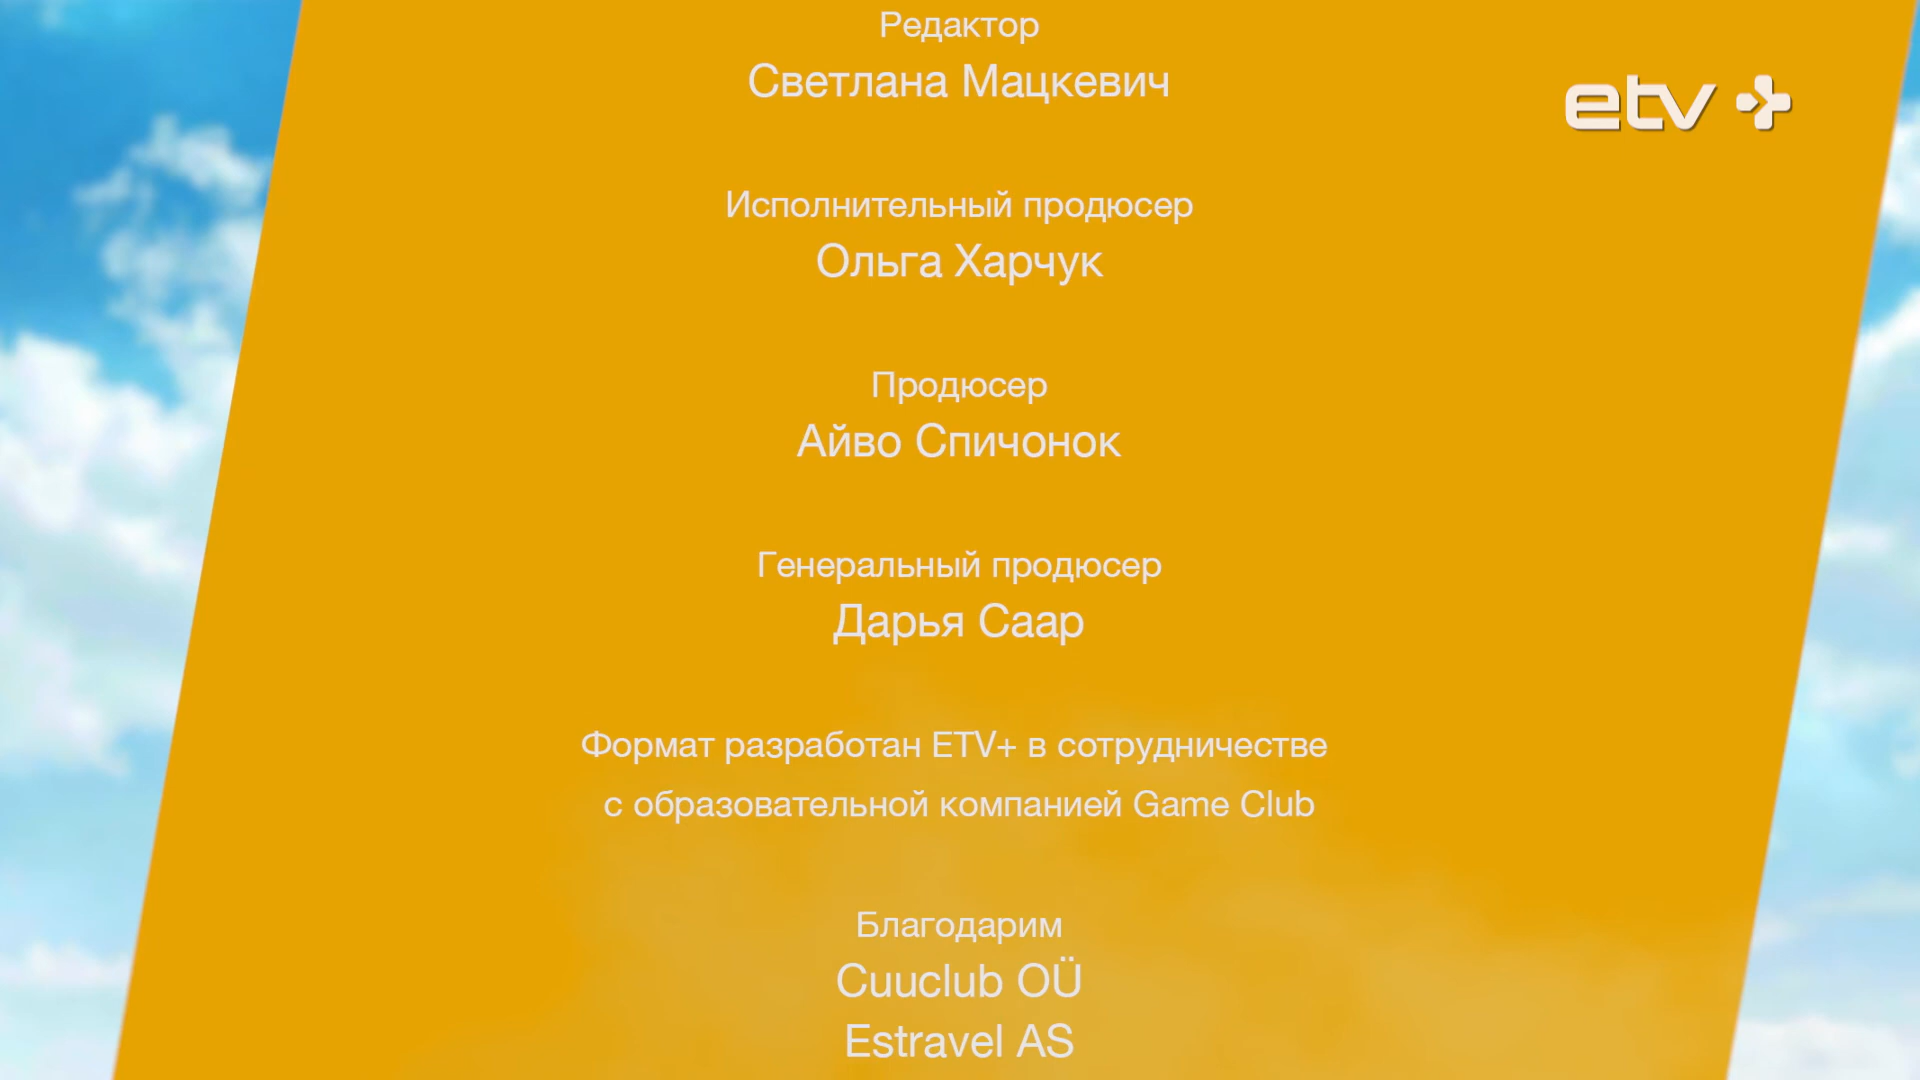 Редактор
Светлана Мацкевич
etv+
Исполнительный продюсер
Ольга Харчук
Продюсер
Айво Спичонок
Генеральный продюсер
Дарья Саар
Формат разработан ETV+ в сотрудничестве
с образовательной компанией Game Club
Благодарим
Cuuclub OÜ
Estravel AS